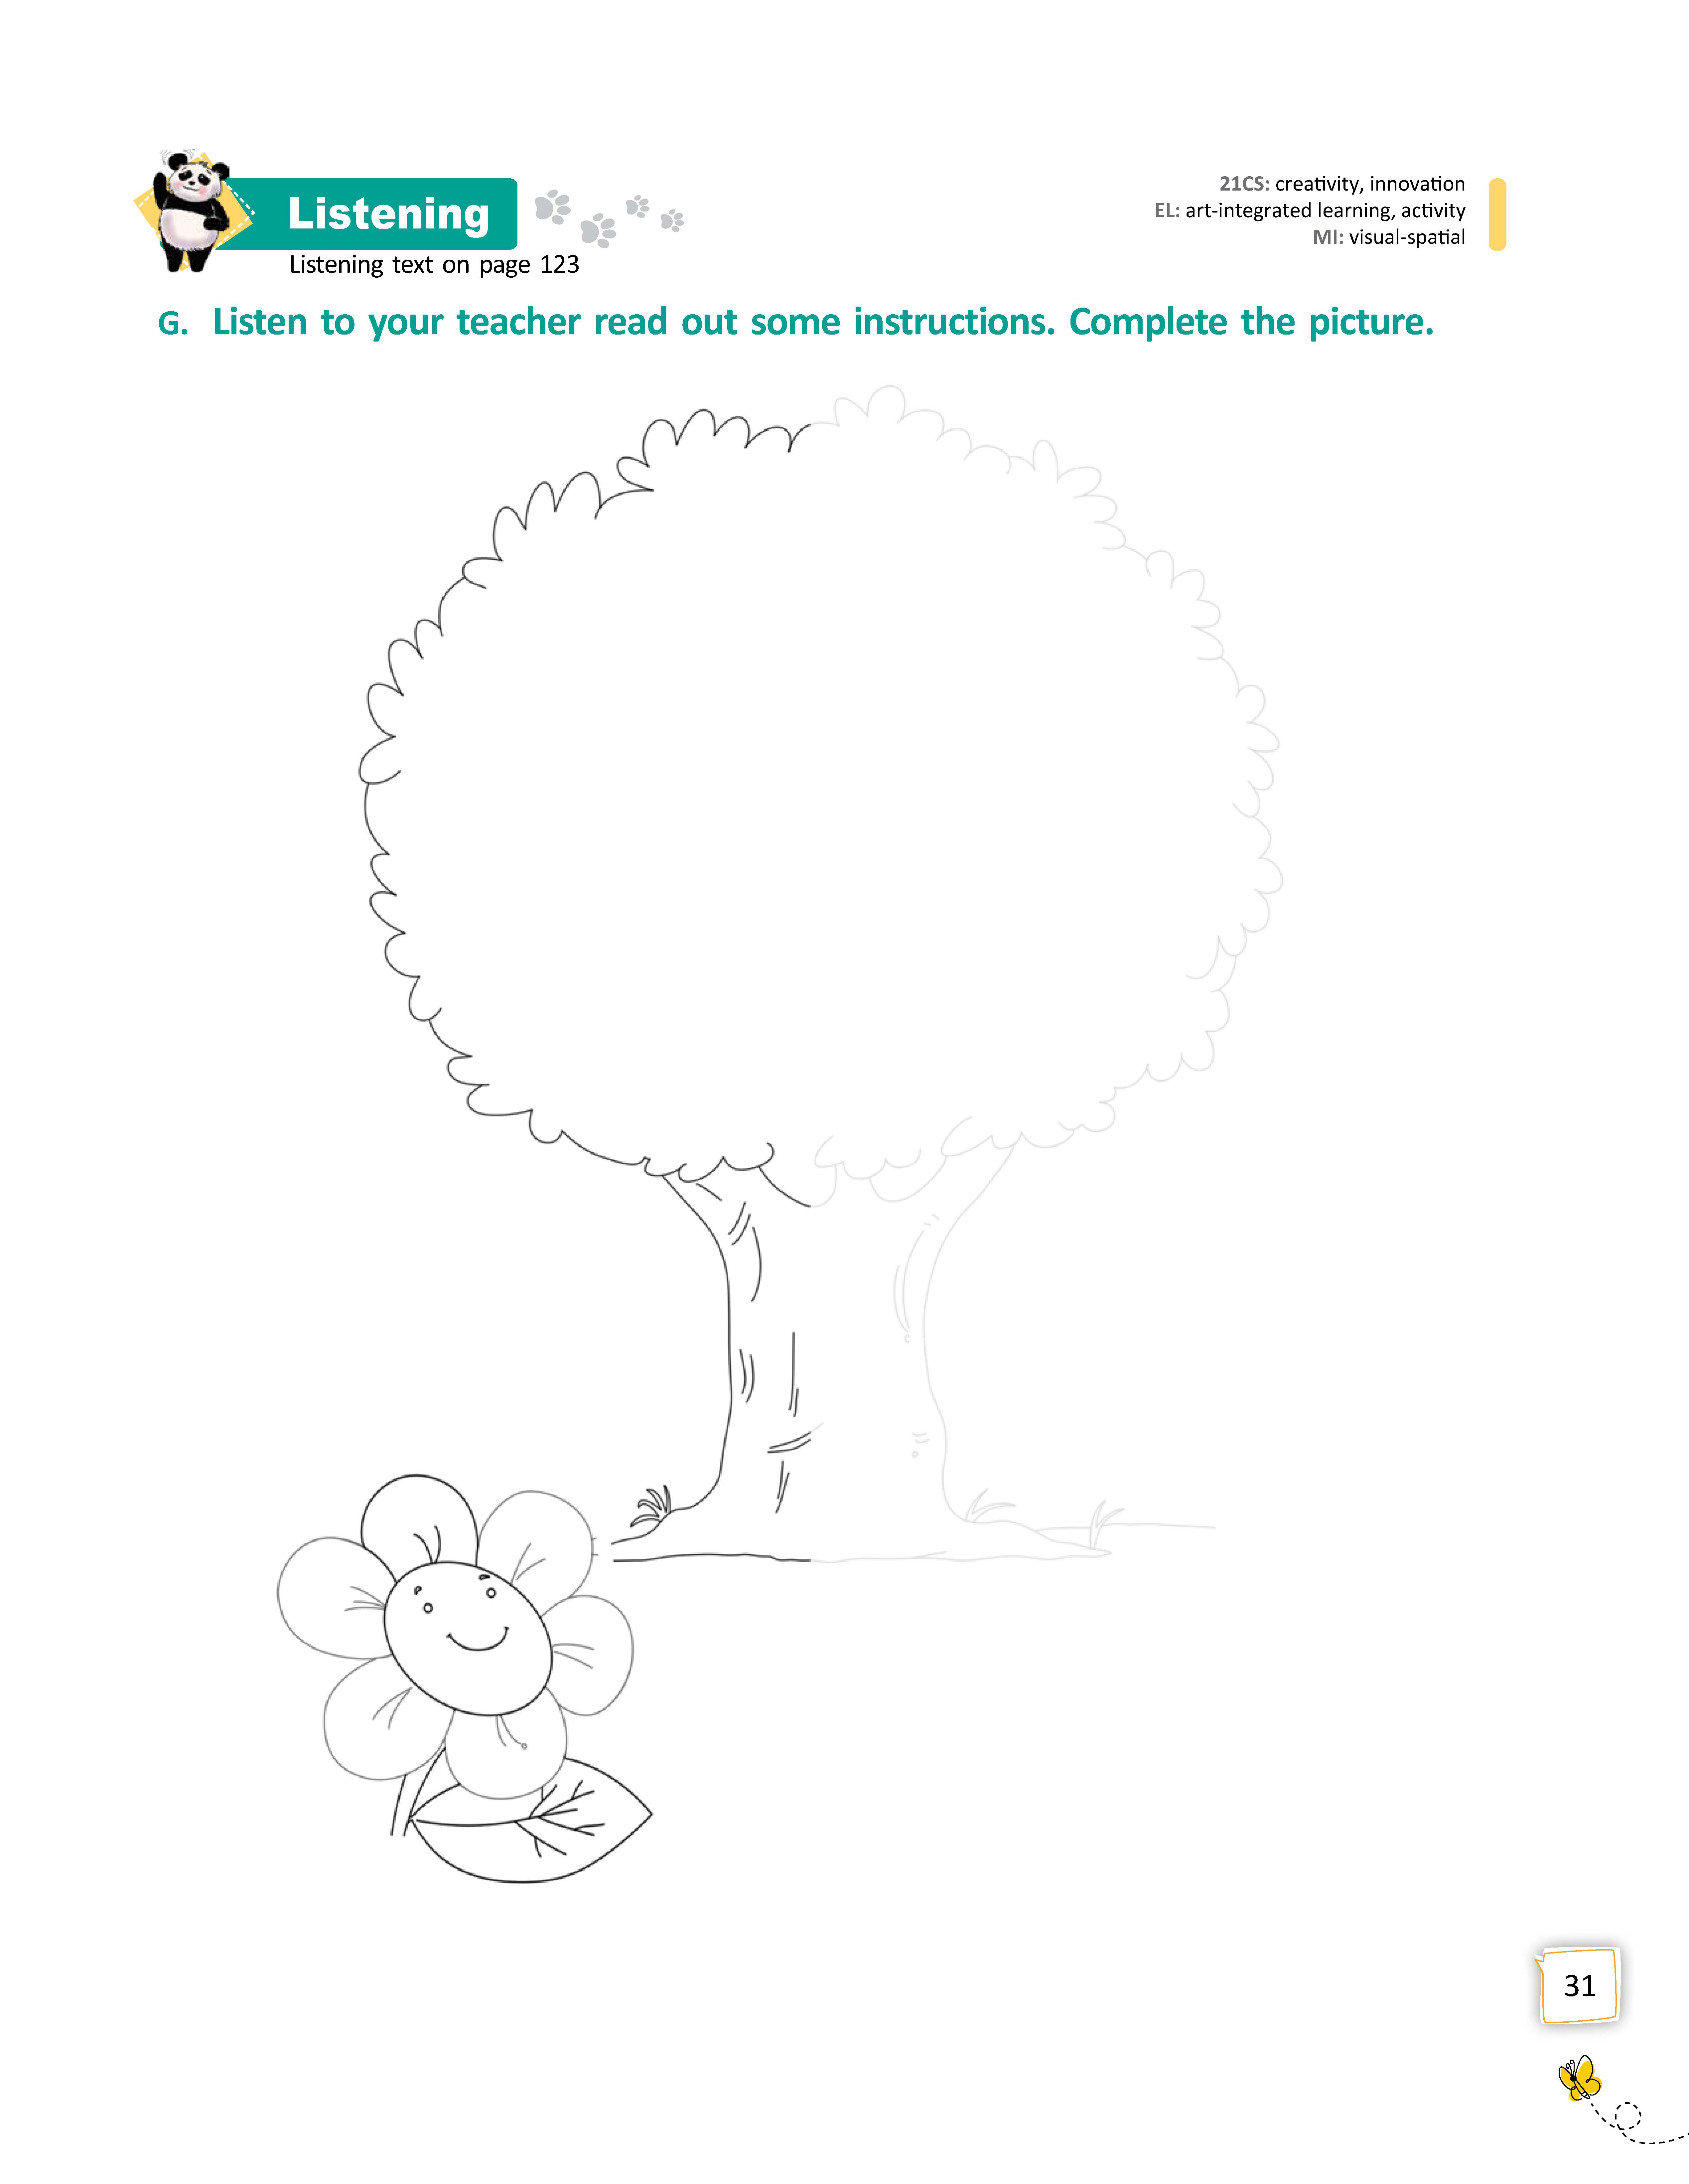 Listening
Listening text on page 123
21CS: creativity, innovation
EL: art-integrated learning, activity
MI: visual-spatial
G. Listen to your teacher read out some instructions. Complete the picture.
31